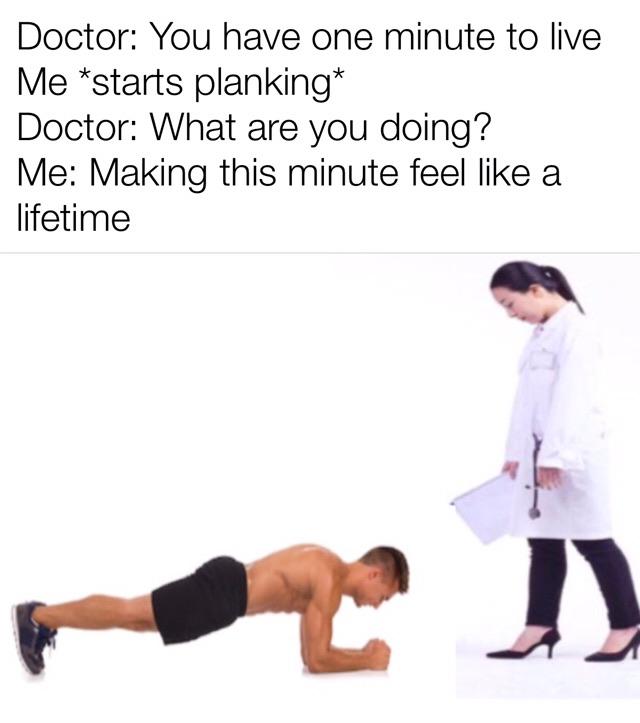 Doctor: You have one minute to live
Me *starts planking*
Doctor: What are you doing?
Me: Making this minute feel like a
lifetime